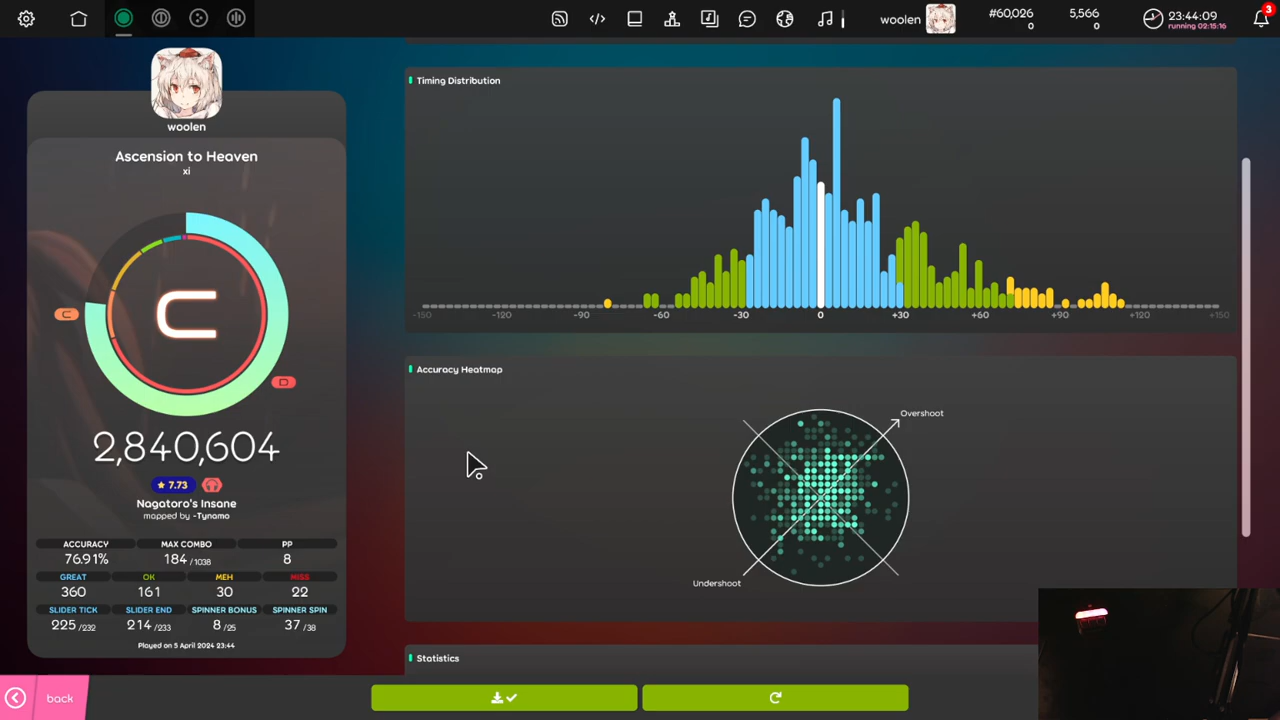 woolen
#60,026
0
5,566
0
23:44:09
running 02:15:16
3
woolen
Ascension to Heaven
xi
C
C
D
2,840,604
★ 7.73
Nagatoro's Insane
mapped by -Tynamo
ACCURACY MAX COMBO PP
76.91% 184 /1038 8
GREAT OK MEH MISS
360 161 30 22
SLIDER TICK SLIDER END SPINNER BONUS SPINNER SPIN
225 /232 214 /233 8 /25 37 /38
Played on 5 April 2024 23:44
Timing Distribution
-150 -120 -90 -60 -30 0 +30 +60 +90 +120 +150
Accuracy Heatmap
Overshoot
Undershoot
Statistics
back